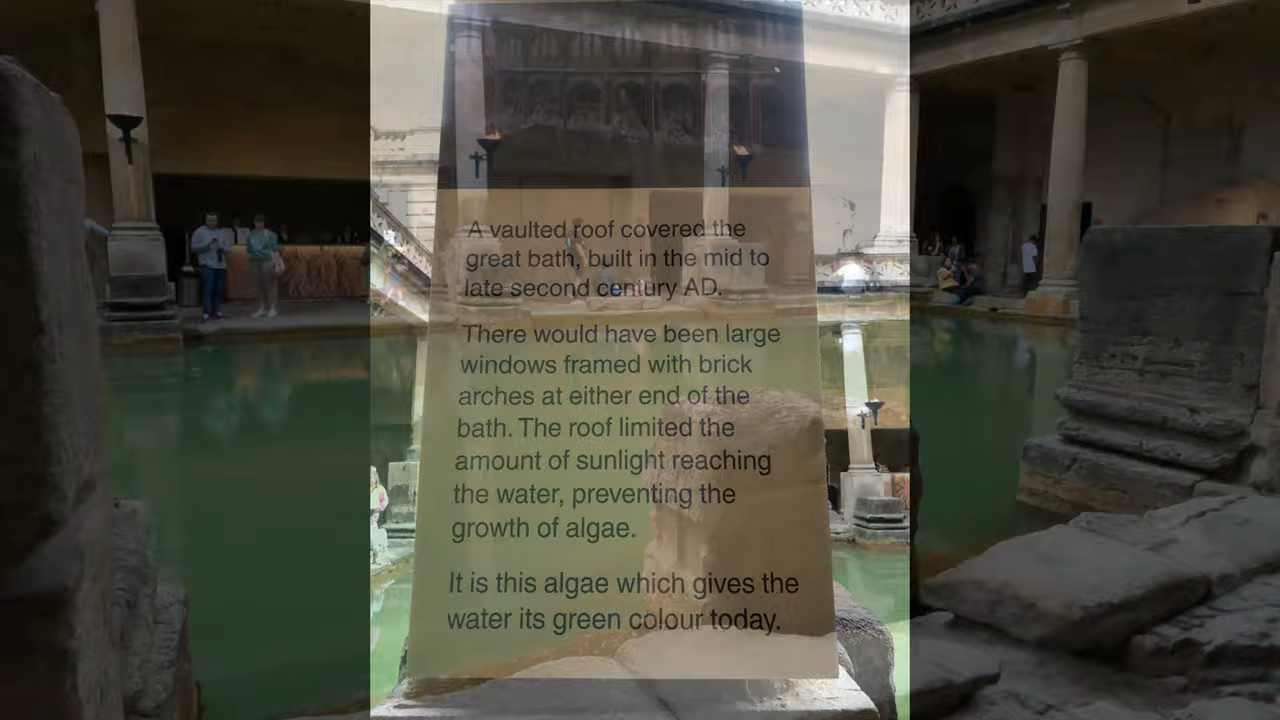 A vaulted roof covered the
great bath, built in the mid to
late second century AD.
There would have been large
windows framed with brick
arches at either end of the
bath. The roof limited the
amount of sunlight reaching
the water, preventing the
growth of algae.
It is this algae which gives the
water its green colour today.